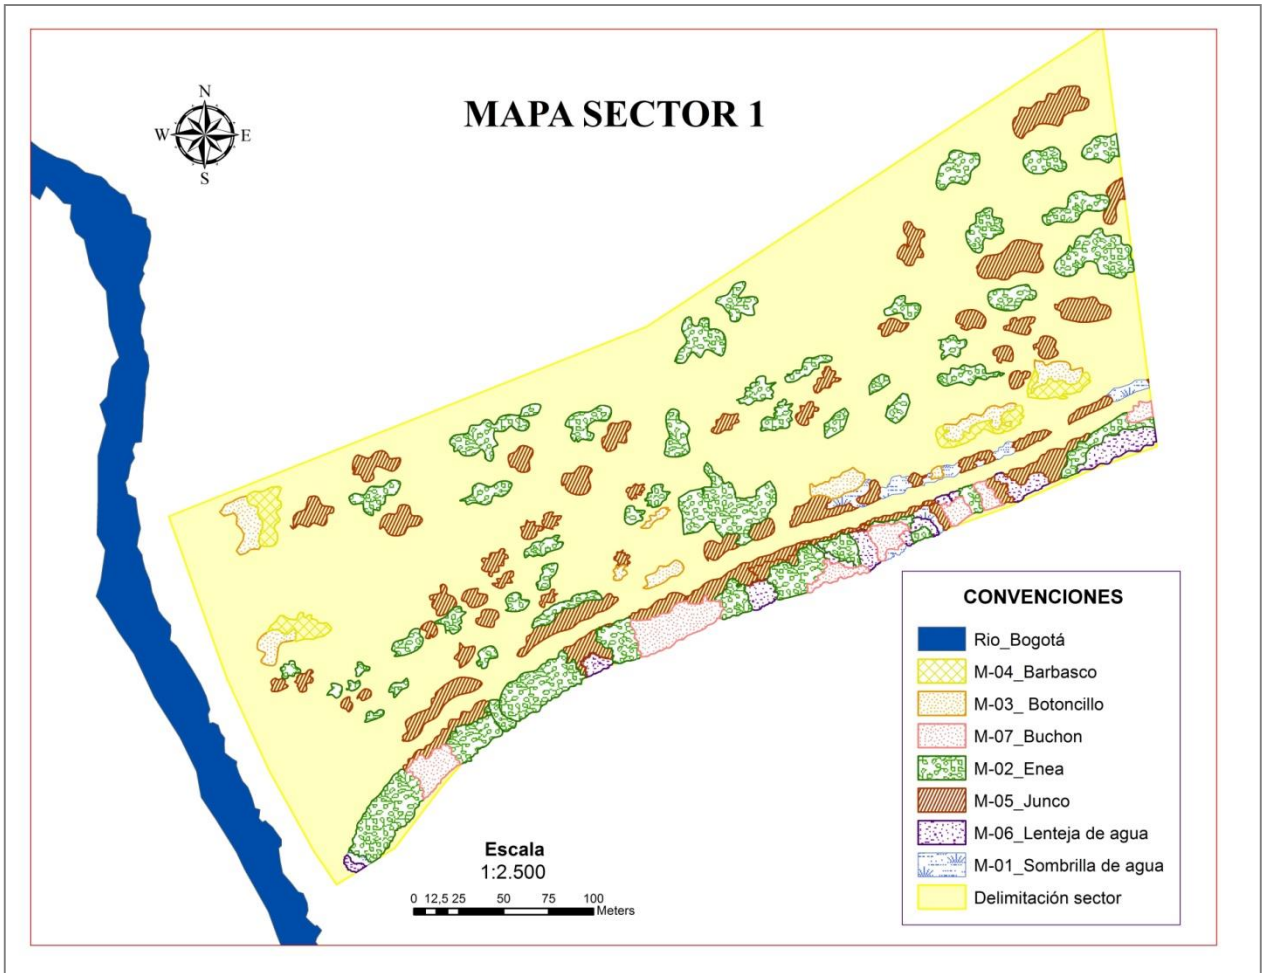 MAPA SECTOR 1
N
W E
S
CONVENCIONES
Rio_Bogotá
M-04_Barbasco
M-03_ Botoncillo
M-07_Buchon
M-02_Enea
M-05_Junco
M-06_Lenteja de agua
M-01_Sombrilla de agua
Delimitación sector
Escala
1:2.500
0 12,5 25 50 75 100
Meters